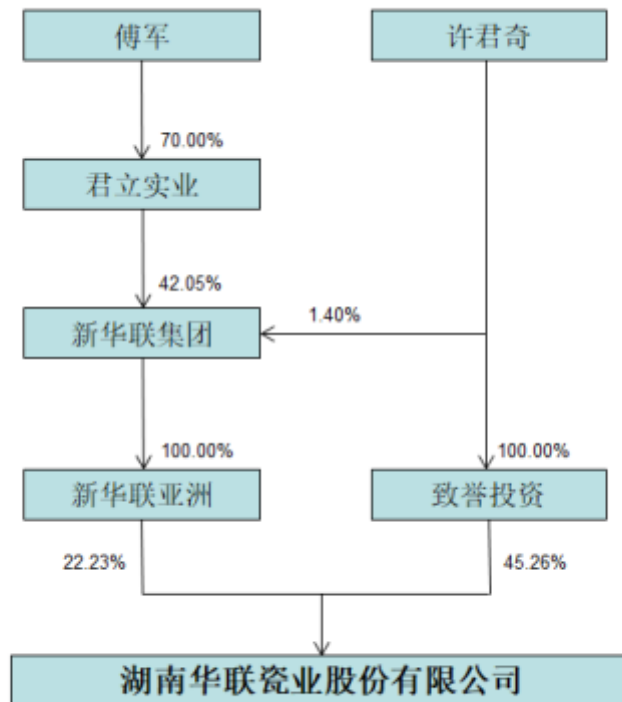 傅军
许君奇
70.00%
君立实业
42.05%
新华联集团
1.40%
100.00%
100.00%
新华联亚洲
致誉投资
22.23%
45.26%
湖南华联瓷业股份有限公司